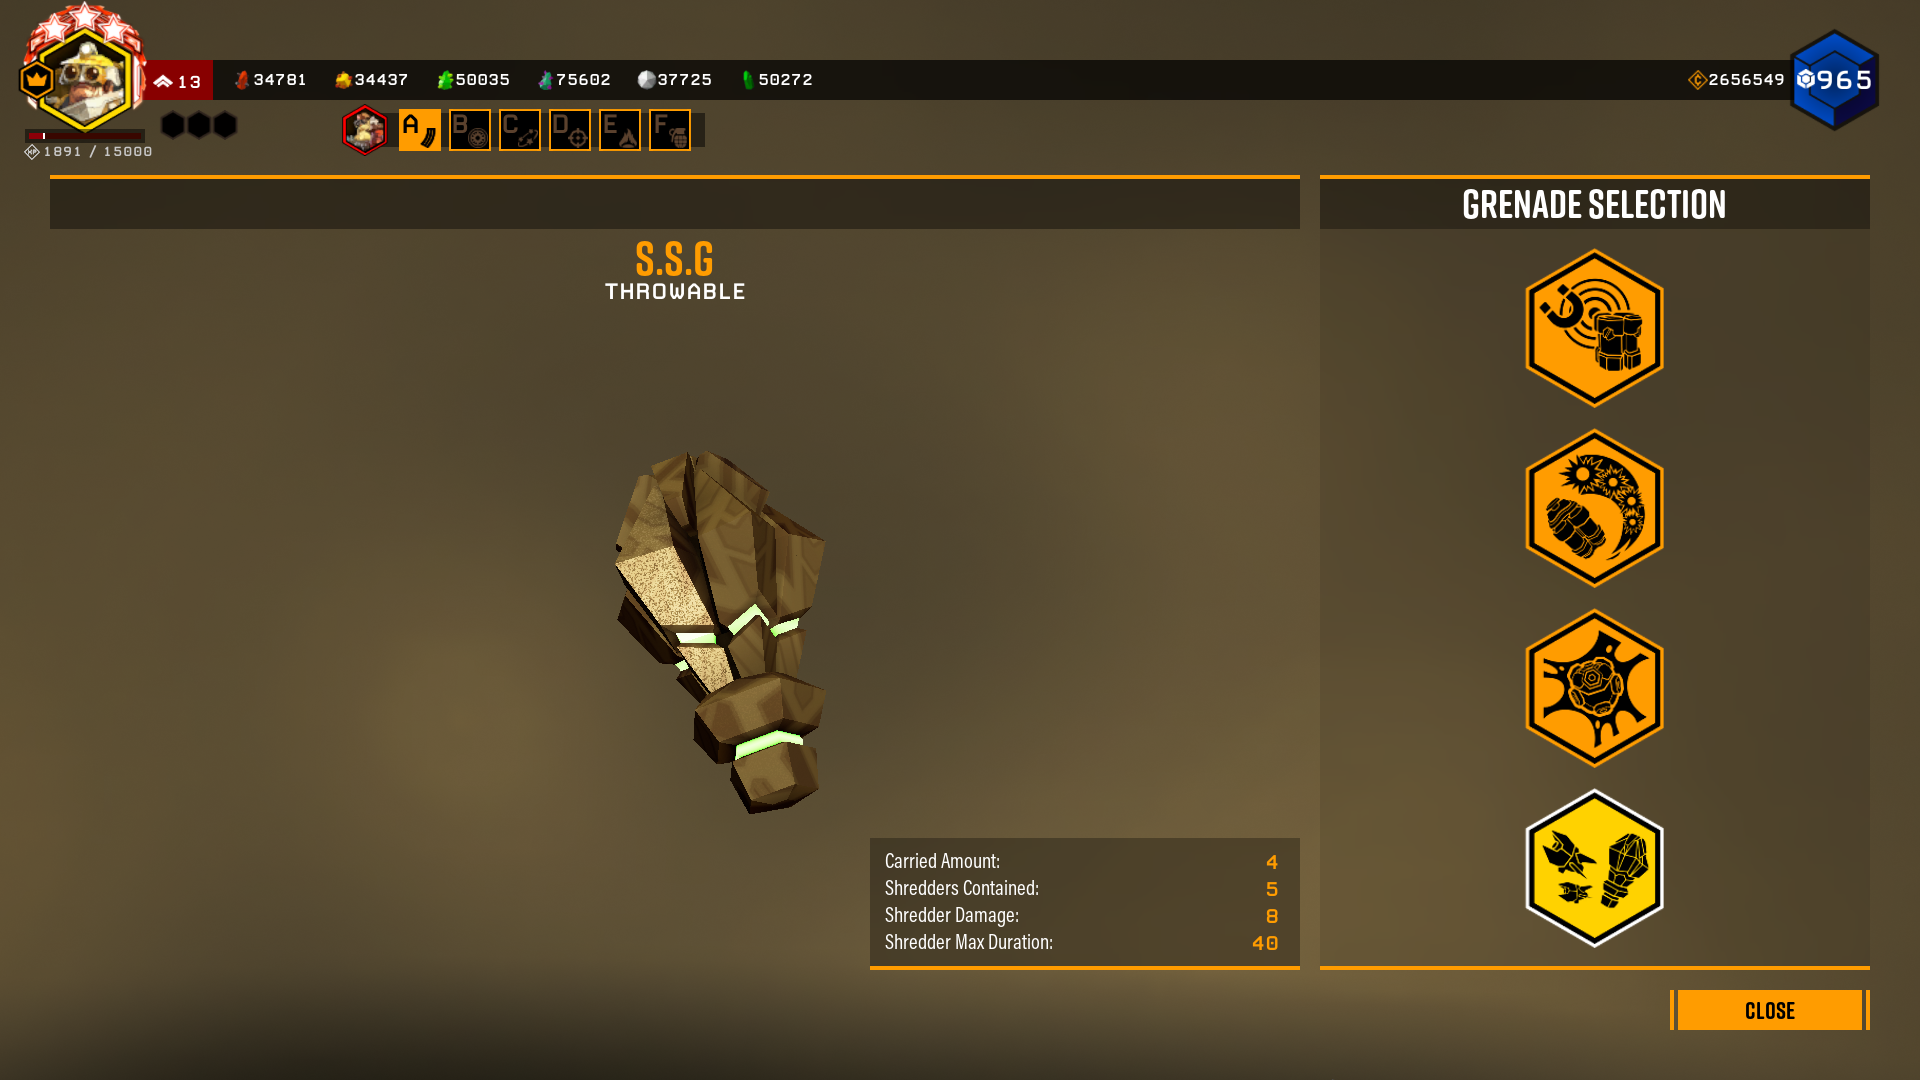 13
34781
34437
50035
75602
37725
50272
2656549
965
1891 / 15000
A
B
C
D
E
F
GRENADE SELECTION
S.S.G
THROWABLE
Carried Amount: 4
Shredders Contained: 5
Shredder Damage: 8
Shredder Max Duration: 40
CLOSE